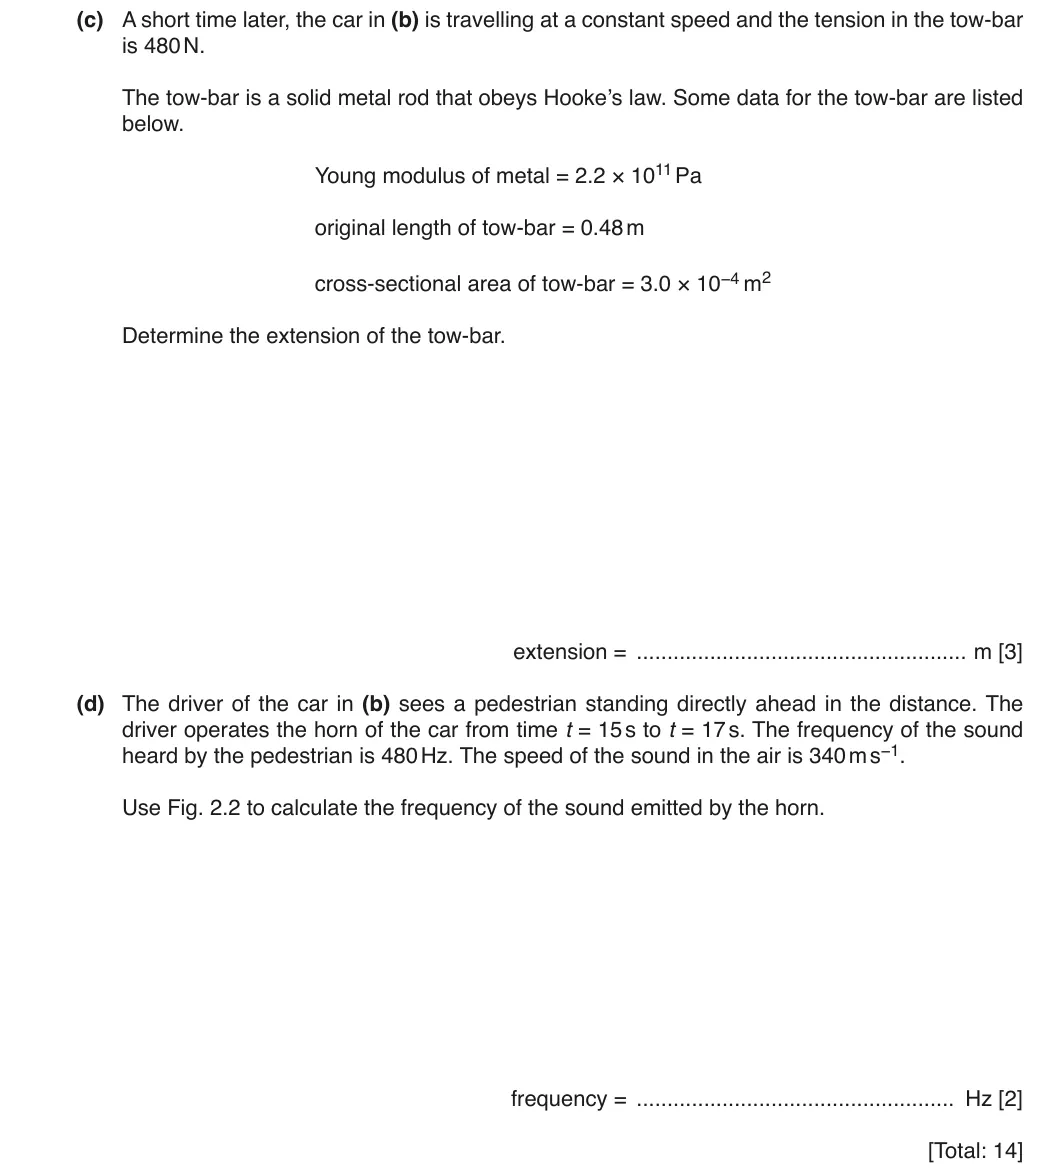 (c) A short time later, the car in (b) is travelling at a constant speed and the tension in the tow-bar
is 480 N.
The tow-bar is a solid metal rod that obeys Hooke’s law. Some data for the tow-bar are listed
below.
Young modulus of metal = 2.2 × 10¹¹ Pa
original length of tow-bar = 0.48 m
cross-sectional area of tow-bar = 3.0 × 10⁻⁴ m²
Determine the extension of the tow-bar.
extension = ...................................................... m [3]
(d) The driver of the car in (b) sees a pedestrian standing directly ahead in the distance. The
driver operates the horn of the car from time t = 15 s to t = 17 s. The frequency of the sound
heard by the pedestrian is 480 Hz. The speed of the sound in the air is 340 m s⁻¹.
Use Fig. 2.2 to calculate the frequency of the sound emitted by the horn.
frequency = .................................................... Hz [2]
[Total: 14]